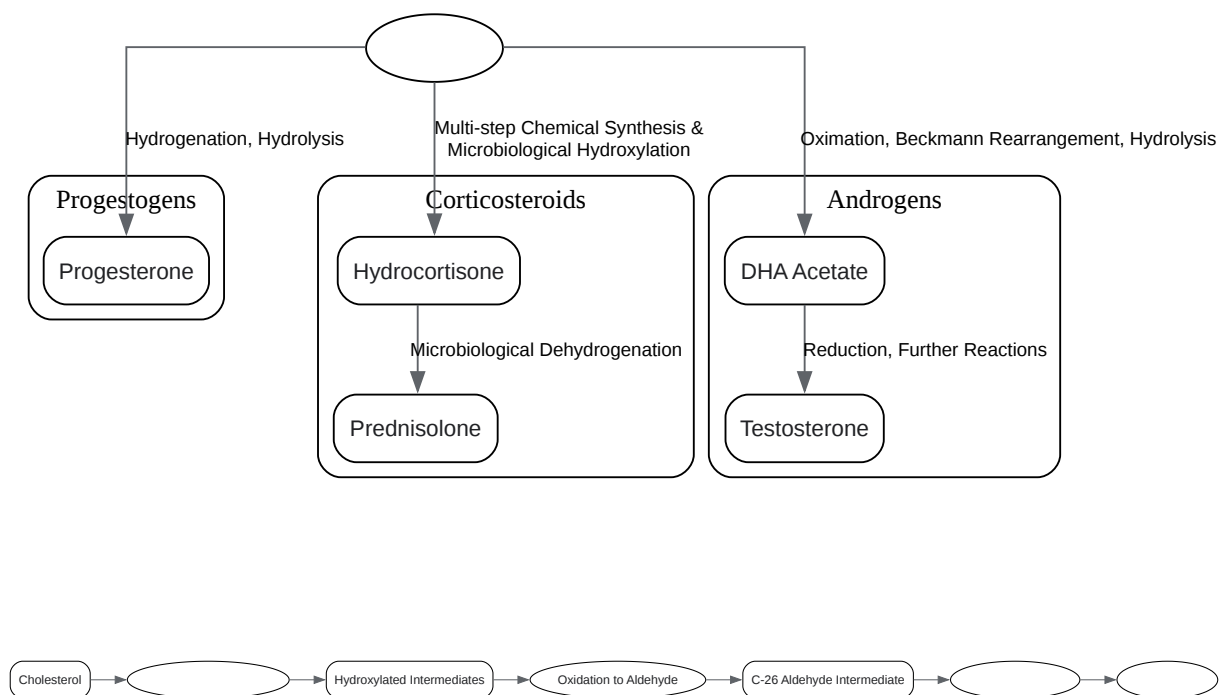 Hydrogenation, Hydrolysis
Multi-step Chemical Synthesis &
Microbiological Hydroxylation
Oximation, Beckmann Rearrangement, Hydrolysis
Progestogens
Corticosteroids
Androgens
Progesterone
Hydrocortisone
DHA Acetate
Microbiological Dehydrogenation
Reduction, Further Reactions
Prednisolone
Testosterone
Cholesterol
Hydroxylated Intermediates
Oxidation to Aldehyde
C-26 Aldehyde Intermediate